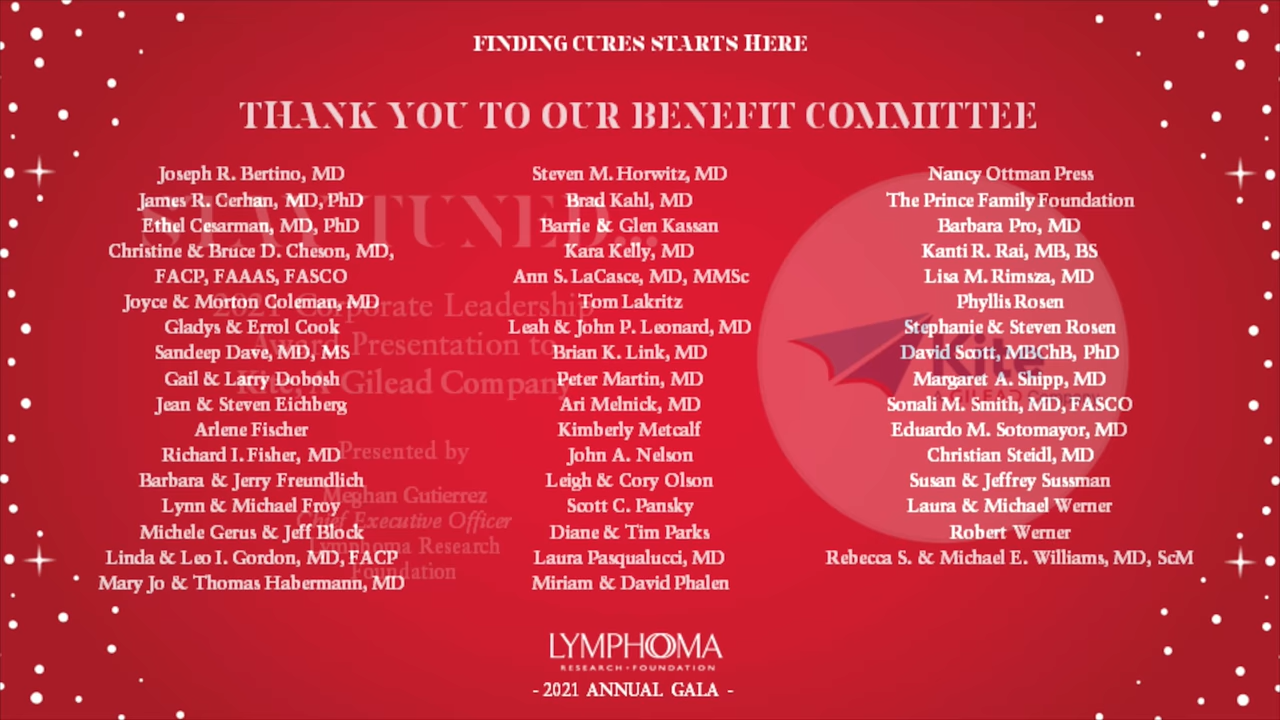 FINDING CURES STARTS HERE
THANK YOU TO OUR BENEFIT COMMITTEE
Joseph R. Bertino, MD
James R. Cerhan, MD, PhD
Ethel Cesarman, MD, PhD
Christine & Bruce D. Cheson, MD,
FACP, FAAAS, FASCO
Joyce & Morton Coleman, MD
Gladys & Errol Cook
Sandeep Dave, MD, MS
Gail & Larry Dobosh
Jean & Steven Eichberg
Arlene Fischer
Richard I. Fisher, MD
Barbara & Jerry Freundlich
Lynn & Michael Froy
Michele Gerus & Jeff Block
Linda & Leo I. Gordon, MD, FACP
Mary Jo & Thomas Habermann, MD
Steven M. Horwitz, MD
Brad Kahl, MD
Barrie & Glen Kassan
Kara Kelly, MD
Ann S. LaCasce, MD, MMSc
Tom Lakritz
Leah & John P. Leonard, MD
Brian K. Link, MD
Peter Martin, MD
Ari Melnick, MD
Kimberly Metcalf
John A. Nelson
Leigh & Cory Olson
Scott C. Pansky
Diane & Tim Parks
Laura Pasqualucci, MD
Miriam & David Phalen
Nancy Ottman Press
The Prince Family Foundation
Barbara Pro, MD
Kanti R. Rai, MB, BS
Lisa M. Rimsza, MD
Phyllis Rosen
Stephanie & Steven Rosen
David Scott, MBChB, PhD
Margaret A. Shipp, MD
Sonali M. Smith, MD, FASCO
Eduardo M. Sotomayor, MD
Christian Steidl, MD
Susan & Jeffrey Sussman
Laura & Michael Werner
Robert Werner
Rebecca S. & Michael E. Williams, MD, ScM
STAY TUNED...
2021 Corporate Leadership
Award Presentation to
Kite, A Gilead Company
Presented by
Meghan Gutierrez
Chief Executive Officer
Lymphoma Research
Foundation
Kite
A GILEAD Company
LYMPHOMA
RESEARCH • FOUNDATION
- 2021 ANNUAL GALA -